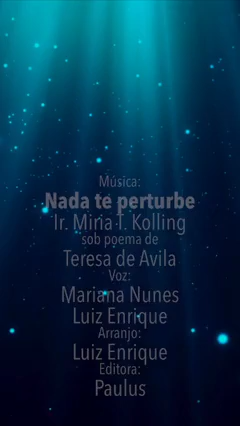 Música:
Nada te perturbe
Ir. Miria T. Kolling
sob poema de
Teresa de Avila
Voz:
Mariana Nunes
Luiz Enrique
Arranjo:
Luiz Enrique
Editora:
Paulus